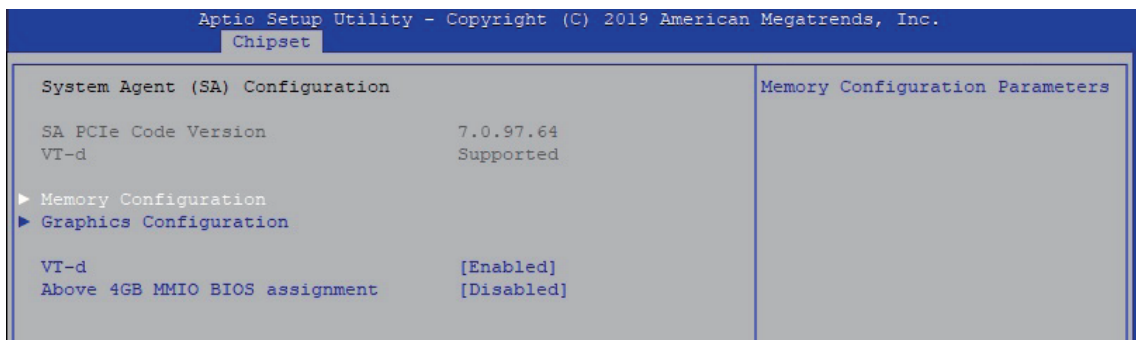 Aptio Setup Utility - Copyright (C) 2019 American Megatrends, Inc.
Chipset
System Agent (SA) Configuration
Memory Configuration Parameters
SA PCIe Code Version 7.0.97.64
VT-d Supported
► Memory Configuration
► Graphics Configuration
VT-d [Enabled]
Above 4GB MMIO BIOS assignment [Disabled]